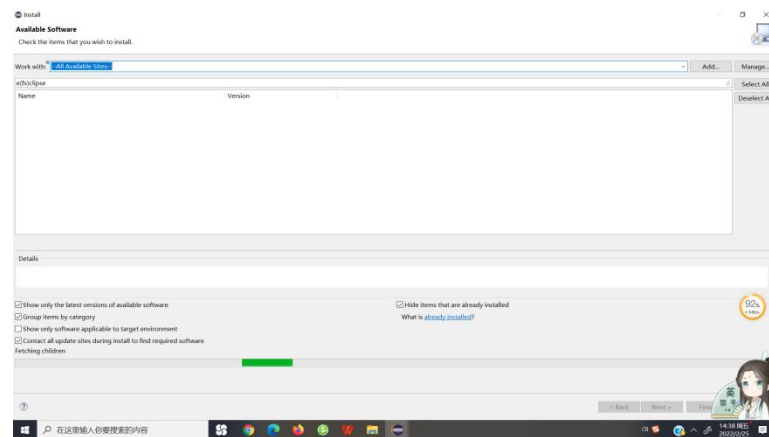 Install
Available Software
Check the items that you wish to install.
Work with: --All Available Sites-- Add... Manage...
e(fx)clipse Select All
Name Version Deselect A
Details
Show only the latest versions of available software Hide items that are already installed
Group items by category What is already installed?
Show only software applicable to target environment
Contact all update sites during install to find required software
Fetching children
92%
< Back Next >
英
在这里输入你要搜索的内容
14:38 周五
2022/2/25